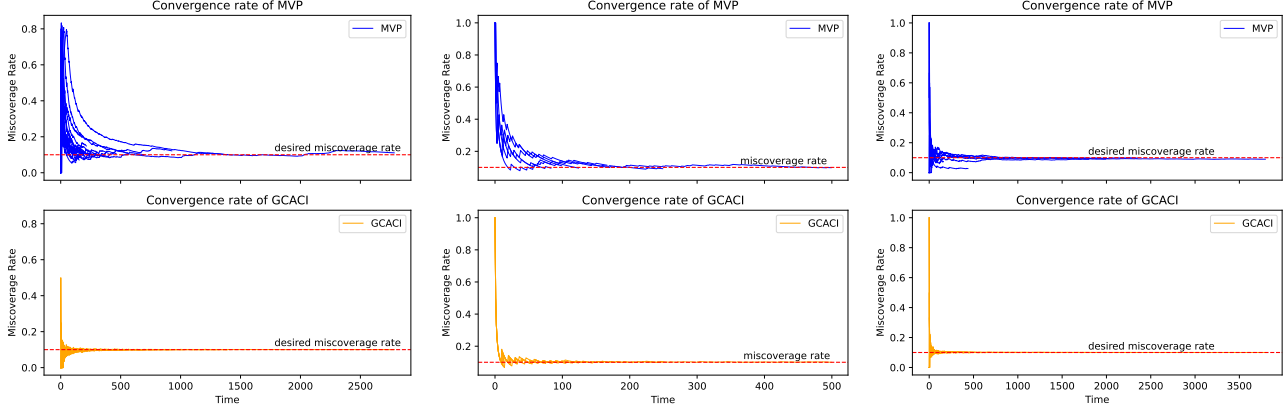 Convergence rate of MVP
Miscoverage Rate
0.8
0.6
0.4
0.2
0.0
MVP
desired miscoverage rate
Convergence rate of MVP
Miscoverage Rate
1.0
0.8
0.6
0.4
0.2
MVP
miscoverage rate
Convergence rate of MVP
Miscoverage Rate
1.0
0.8
0.6
0.4
0.2
0.0
MVP
desired miscoverage rate
Convergence rate of GCACI
Miscoverage Rate
0.8
0.6
0.4
0.2
0.0
GCACI
desired miscoverage rate
0 500 1000 1500 2000 2500
Time
Convergence rate of GCACI
Miscoverage Rate
1.0
0.8
0.6
0.4
0.2
GCACI
miscoverage rate
0 100 200 300 400 500
Time
Convergence rate of GCACI
Miscoverage Rate
1.0
0.8
0.6
0.4
0.2
0.0
GCACI
desired miscoverage rate
0 500 1000 1500 2000 2500 3000 3500
Time